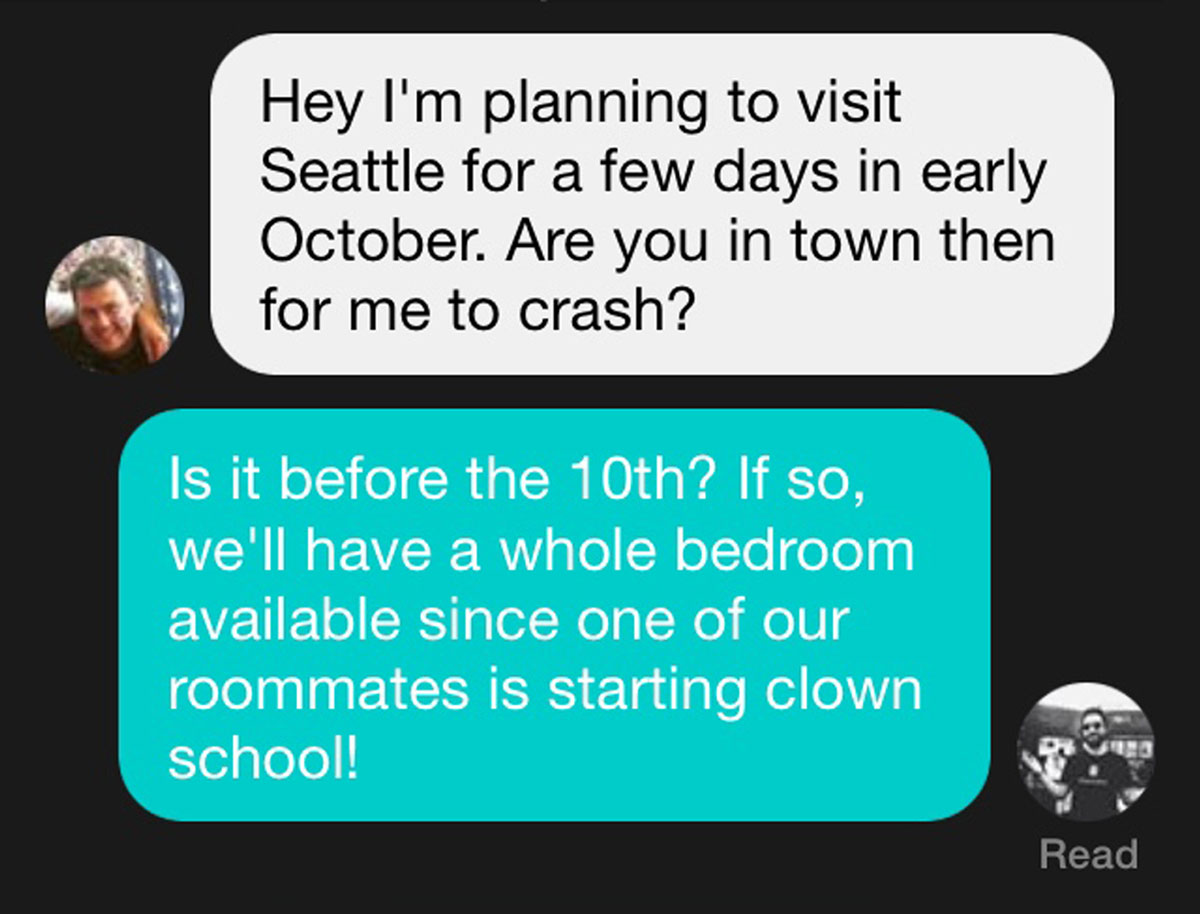 Hey I'm planning to visit
Seattle for a few days in early
October. Are you in town then
for me to crash?
Is it before the 10th? If so,
we'll have a whole bedroom
available since one of our
roommates is starting clown
school!
Read